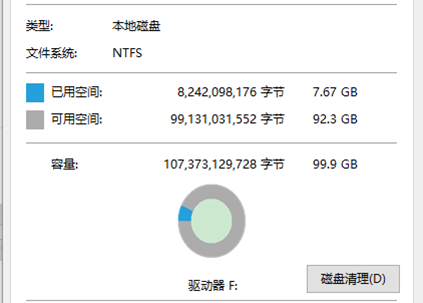 类型: 本地磁盘
文件系统: NTFS
已用空间: 8,242,098,176 字节 7.67 GB
可用空间: 99,131,031,552 字节 92.3 GB
容量: 107,373,129,728 字节 99.9 GB
驱动器 F:
磁盘清理(D)